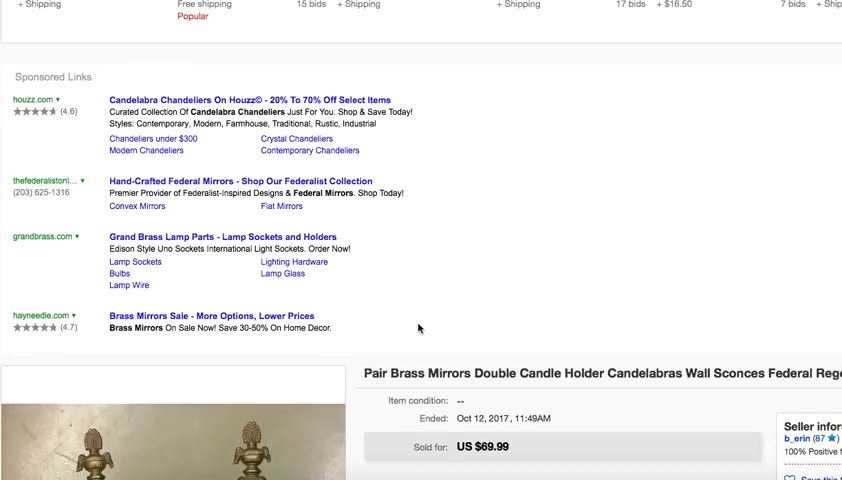 + Shipping Free shipping 15 bids + Shipping + Shipping 17 bids + $16.50 7 bids
Popular
Sponsored Links
houzz.com ▾ Candelabra Chandeliers On Houzz© - 20% To 70% Off Select Items
(4.6) Curated Collection Of Candelabra Chandeliers Just For You. Shop & Save Today!
Styles: Contemporary, Modern, Farmhouse, Traditional, Rustic, Industrial
Chandeliers under $300 Crystal Chandeliers
Modern Chandeliers Contemporary Chandeliers
thefederalistonl... ▾ Hand-Crafted Federal Mirrors - Shop Our Federalist Collection
(203) 625-1316 Premier Provider of Federalist-Inspired Designs & Federal Mirrors. Shop Today!
Convex Mirrors Flat Mirrors
grandbrass.com ▾ Grand Brass Lamp Parts - Lamp Sockets and Holders
Edison Style Uno Sockets International Light Sockets. Order Now!
Lamp Sockets Lighting Hardware
Bulbs Lamp Glass
Lamp Wire
hayneedle.com ▾ Brass Mirrors Sale - More Options, Lower Prices
(4.7) Brass Mirrors On Sale Now! Save 30-50% On Home Decor.
Pair Brass Mirrors Double Candle Holder Candelabras Wall Sconces Federal Rege
Item condition: --
Ended: Oct 12, 2017 , 11:49AM
Seller infor
Sold for: US $69.99
b_erin (87 ★)
100% Positive f